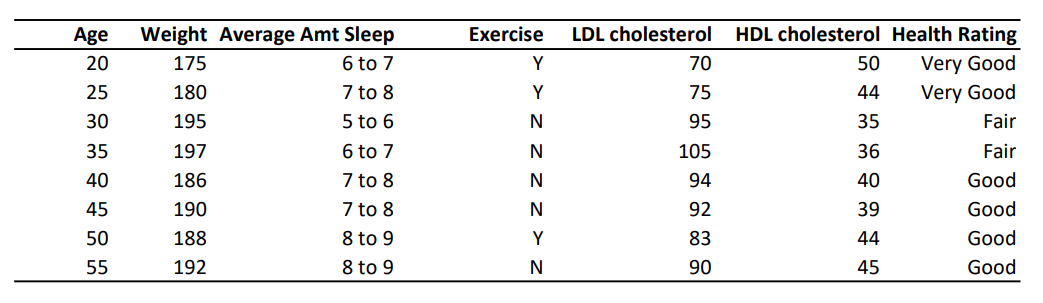 Age Weight Average Amt Sleep Exercise LDL cholesterol HDL cholesterol Health Rating
20 175 6 to 7 Y 70 50 Very Good
25 180 7 to 8 Y 75 44 Very Good
30 195 5 to 6 N 95 35 Fair
35 197 6 to 7 N 105 36 Fair
40 186 7 to 8 N 94 40 Good
45 190 7 to 8 N 92 39 Good
50 188 8 to 9 Y 83 44 Good
55 192 8 to 9 N 90 45 Good